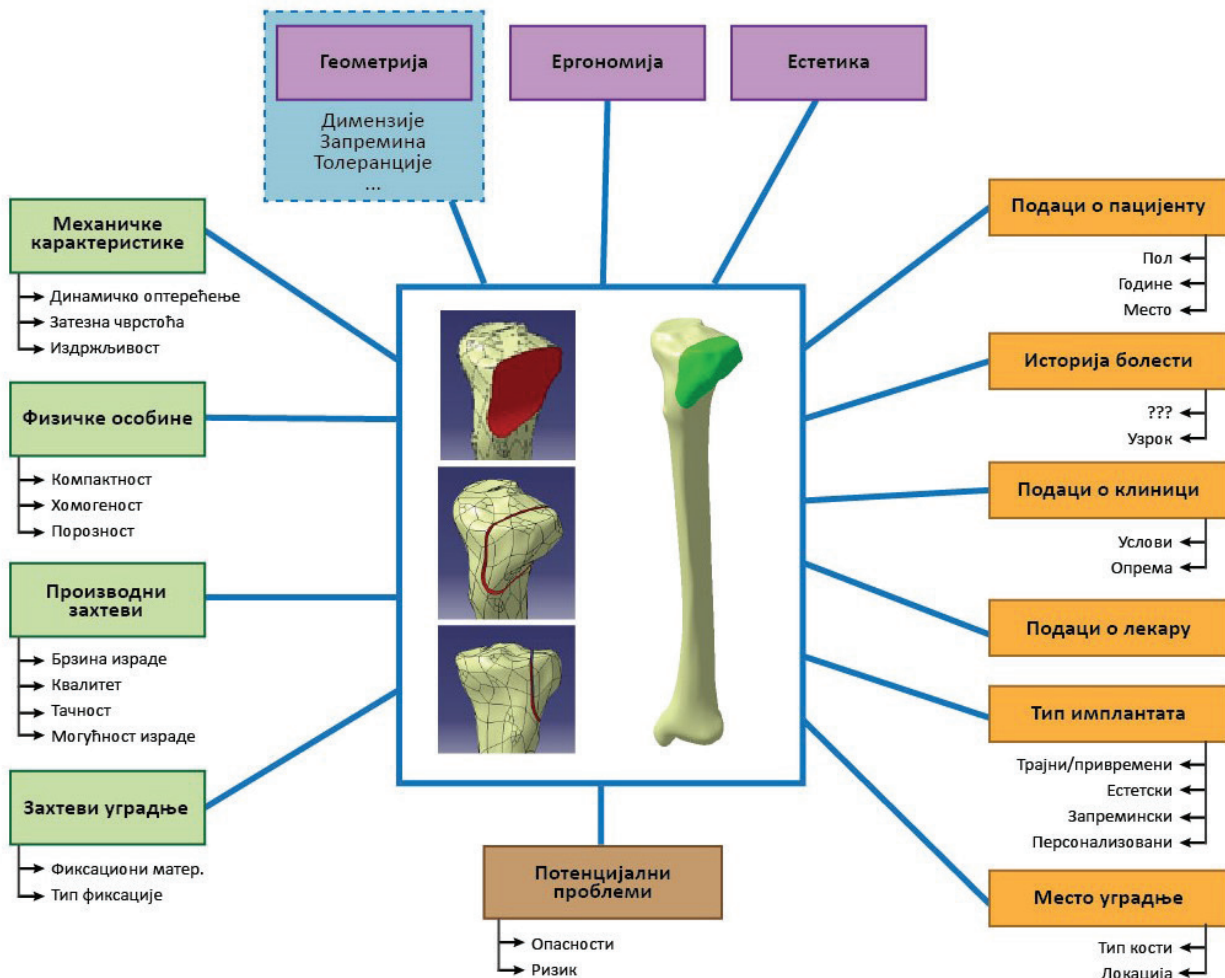 Геометрија
Димензије
Запремина
Толеранције
...
Ергономија
Естетика
Механичке
карактеристике
Динамичко оптерећење
Затезна чврстоћа
Издржљивост
Физичке особине
Компактност
Хомогеност
Порозност
Производни
захтеви
Брзина израде
Квалитет
Тачност
Могућност израде
Захтеви уградње
Фиксациони матер.
Тип фиксације
Потенцијални
проблеми
Опасности
Ризик
Подаци о пацијенту
Пол
Године
Место
Историја болести
???
Узрок
Подаци о клиници
Услови
Опрема
Подаци о лекару
Тип имплантата
Трајни/привремени
Естетски
Запремински
Персонализовани
Место уградње
Тип кости
Локација